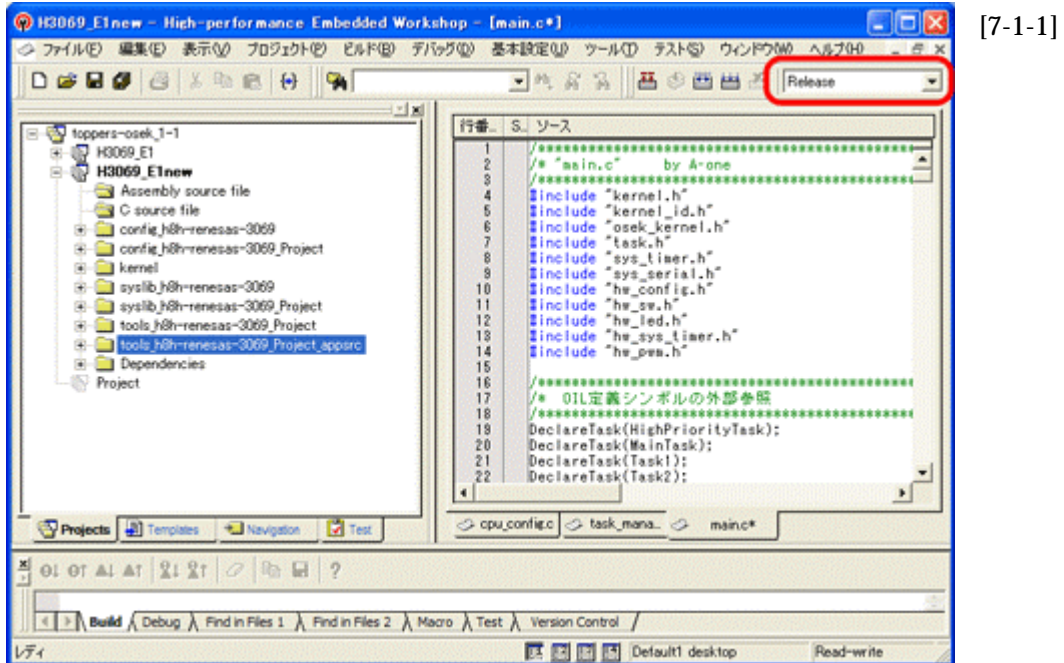 H3069_E1new - High-performance Embedded Workshop - [main.c*]
[7-1-1]
ファイル(F) 編集(E) 表示(V) プロジェクト(P) ビルド(B) デバッグ(D) 基本設定(U) ツール(T) テスト(S) ウィンドウ(W) ヘルプ(H)
Release
toppers-osek_1-1
H3069_E1
H3069_E1new
Assembly source file
C source file
config_h8h-renesas-3069
config_h8h-renesas-3069_Project
kernel
syslib_h8h-renesas-3069
syslib_h8h-renesas-3069_Project
tools_h8h-renesas-3069_Project
tools_h8h-renesas-3069_Project_appsrc
Dependencies
Project
Projects Templates Navigation Test
行番... S... ソース
1 /************************************************
2 /* "main.c" by A-one
3 /************************************************
4 #include "kernel.h"
5 #include "kernel_id.h"
6 #include "osek_kernel.h"
7 #include "task.h"
8 #include "sys_timer.h"
9 #include "sys_serial.h"
10 #include "hw_config.h"
11 #include "hw_sw.h"
12 #include "hw_led.h"
13 #include "hw_sys_timer.h"
14 #include "hw_pwm.h"
15
16 /************************************************
17 /* OIL定義シンボルの外部参照
18 /************************************************
19 DeclareTask(HighPriorityTask);
20 DeclareTask(MainTask);
21 DeclareTask(Task1);
22 DeclareTask(Task2);
cpu_config.c task_mana... main.c*
Build Debug Find in Files 1 Find in Files 2 Macro Test Version Control
レディ Default1 desktop Read-write